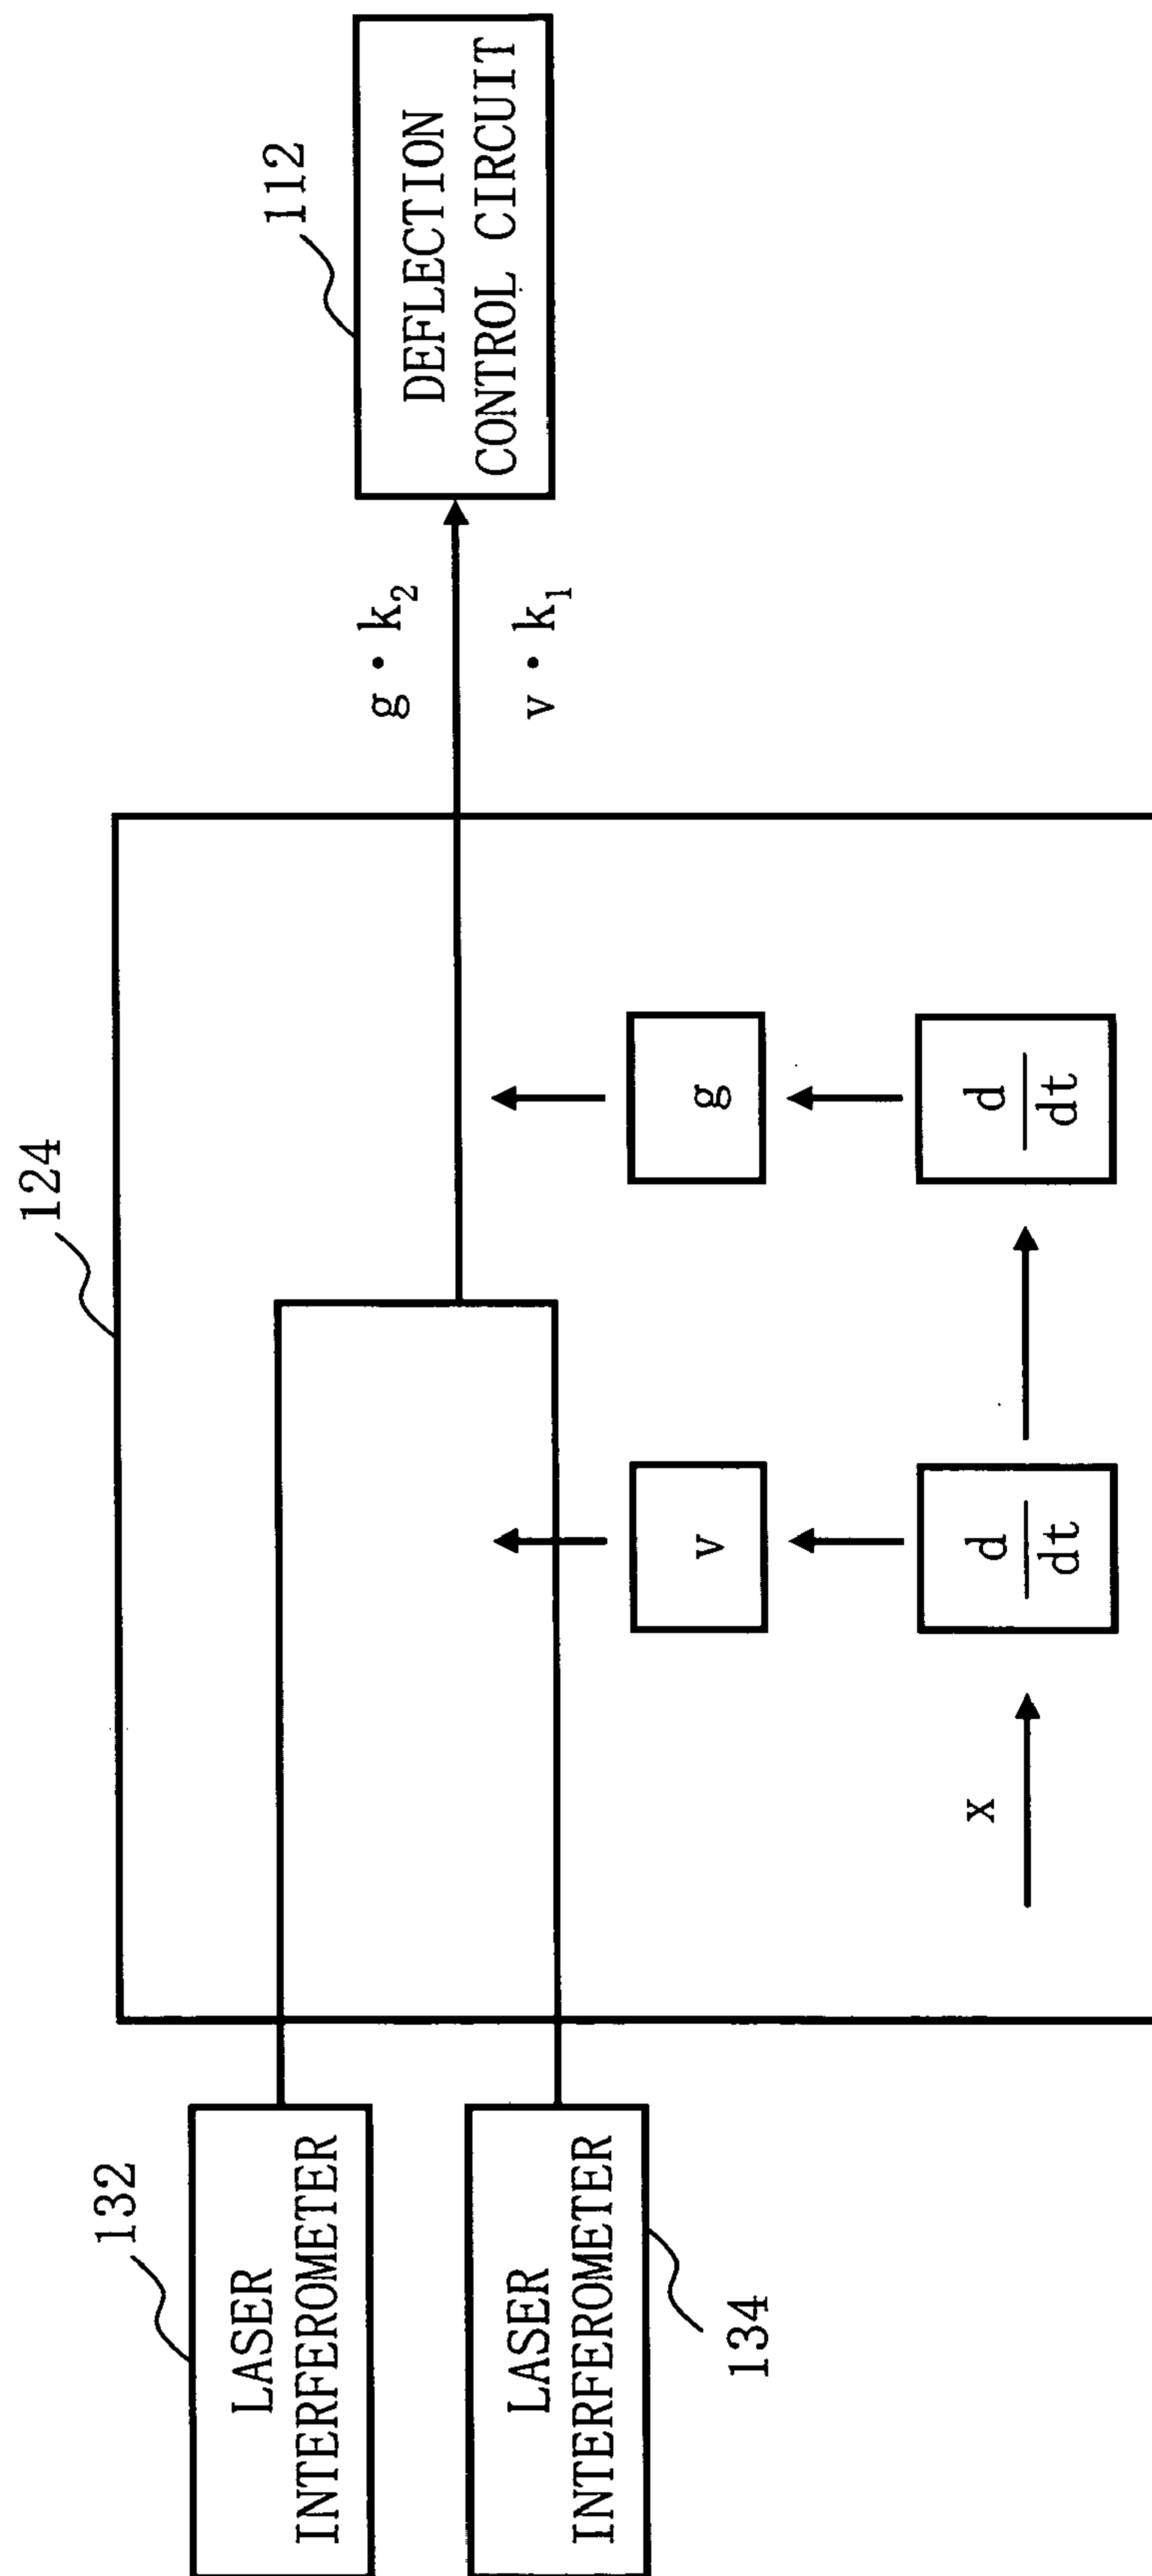 132
LASER
INTERFEROMETER
LASER
INTERFEROMETER
134
124
x
v
d
dt
g
d
dt
g・k₂
v・k₁
112
DEFLECTION
CONTROL CIRCUIT